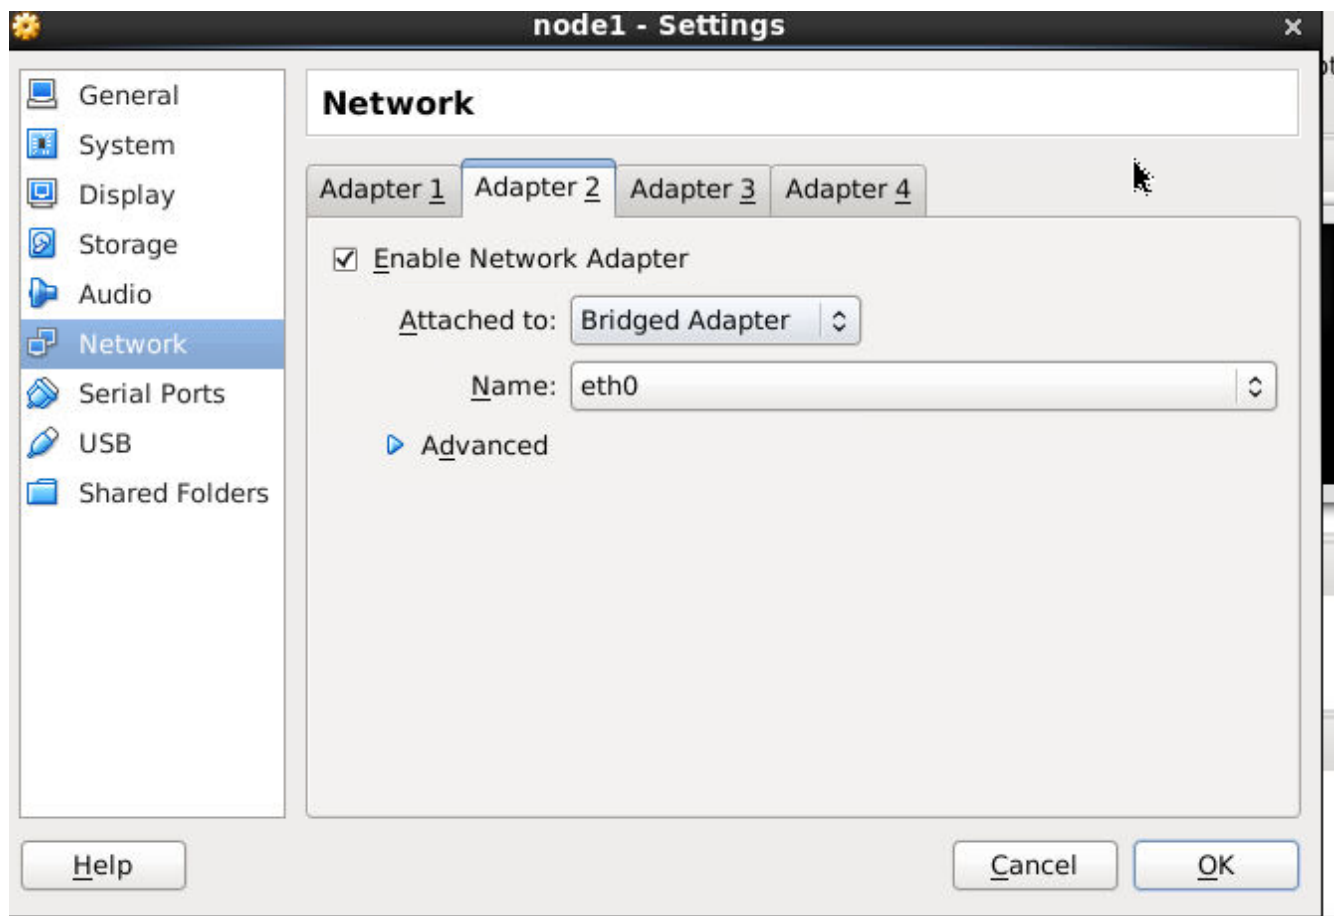 node1 - Settings
General
System
Display
Storage
Audio
Network
Serial Ports
USB
Shared Folders
Network
Adapter 1 Adapter 2 Adapter 3 Adapter 4
Enable Network Adapter
Attached to: Bridged Adapter
Name: eth0
Advanced
Help Cancel OK